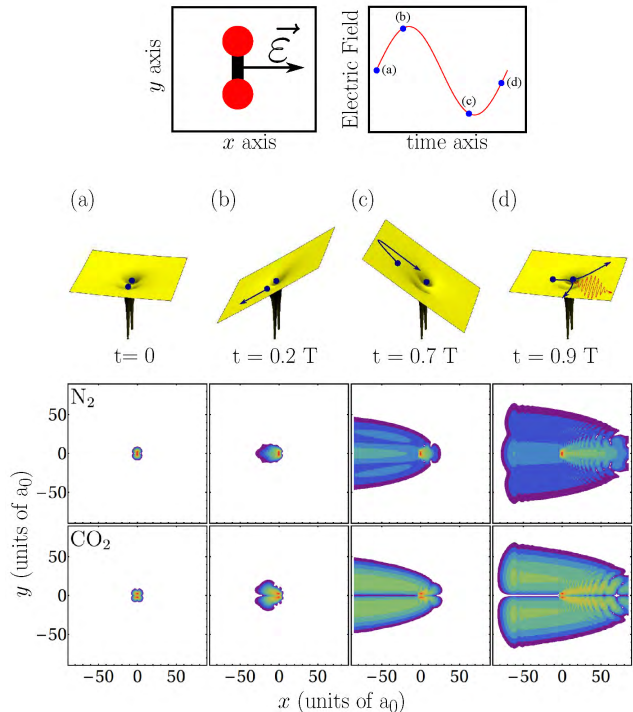 y axis
ε
x axis
Electric Field
(a)
(b)
(c)
(d)
time axis
(a) (b) (c) (d)
t= 0 t = 0.2 T t = 0.7 T t = 0.9 T
N₂
50
0
−50
CO₂
50
0
−50
y (units of a₀)
−50 0 50 −50 0 50 −50 0 50 −50 0 50
x (units of a₀)